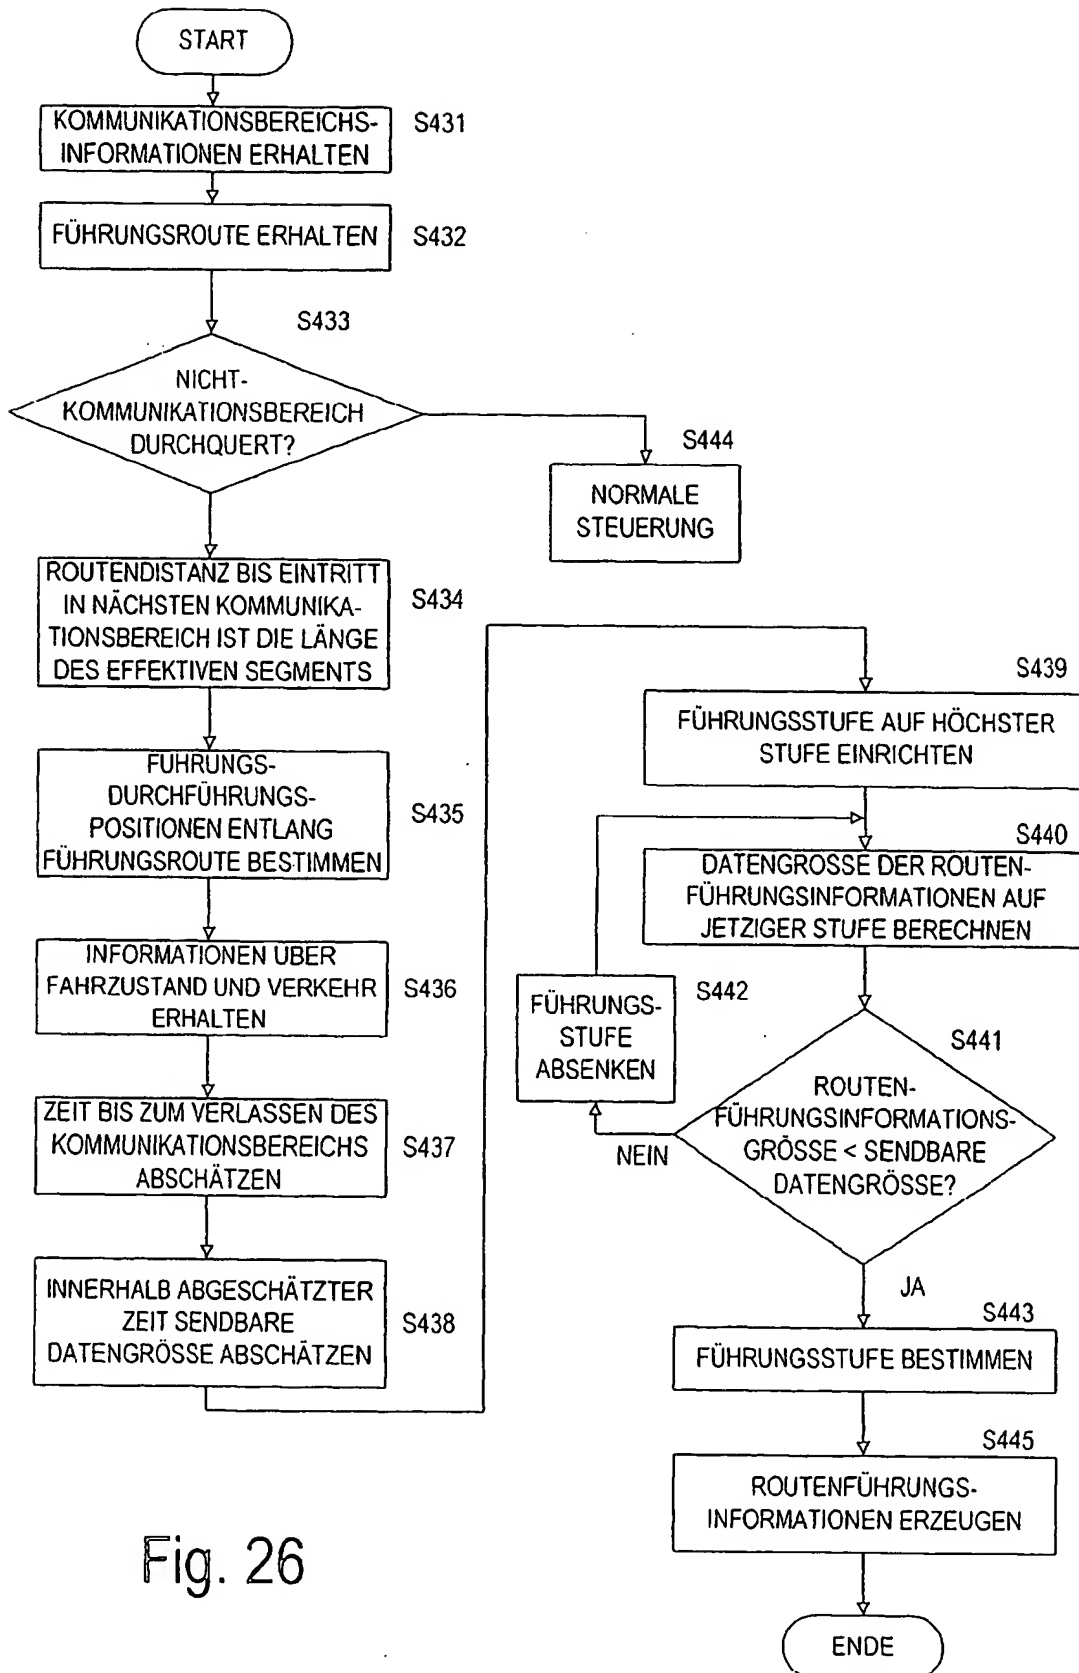 START
KOMMUNIKATIONSBEREICHS-
INFORMATIONEN ERHALTEN
S431
FÜHRUNGSROUTE ERHALTEN
S432
S433
NICHT-
KOMMUNIKATIONSBEREICH
DURCHQUERT?
S444
NORMALE
STEUERUNG
ROUTENDISTANZ BIS EINTRITT
IN NÄCHSTEN KOMMUNIKA-
TIONSBEREICH IST DIE LÄNGE
DES EFFEKTIVEN SEGMENTS
S434
FUHRUNGS-
DURCHFÜHRUNGS-
POSITIONEN ENTLANG
FÜHRUNGSROUTE BESTIMMEN
S435
INFORMATIONEN UBER
FAHRZUSTAND UND VERKEHR
ERHALTEN
S436
ZEIT BIS ZUM VERLASSEN DES
KOMMUNIKATIONSBEREICHS
ABSCHÄTZEN
S437
INNERHALB ABGESCHÄTZTER
ZEIT SENDBARE
DATENGRÖSSE ABSCHÄTZEN
S438
S439
FÜHRUNGSSTUFE AUF HÖCHSTER
STUFE EINRICHTEN
S440
DATENGRÖSSE DER ROUTEN-
FÜHRUNGSINFORMATIONEN AUF
JETZIGER STUFE BERECHNEN
S442
FÜHRUNGS-
STUFE
ABSENKEN
S441
ROUTEN-
FÜHRUNGSINFORMATIONS-
GRÖSSE < SENDBARE
DATENGRÖSSE?
NEIN
JA
S443
FÜHRUNGSSTUFE BESTIMMEN
S445
ROUTENFÜHRUNGS-
INFORMATIONEN ERZEUGEN
ENDE
Fig. 26